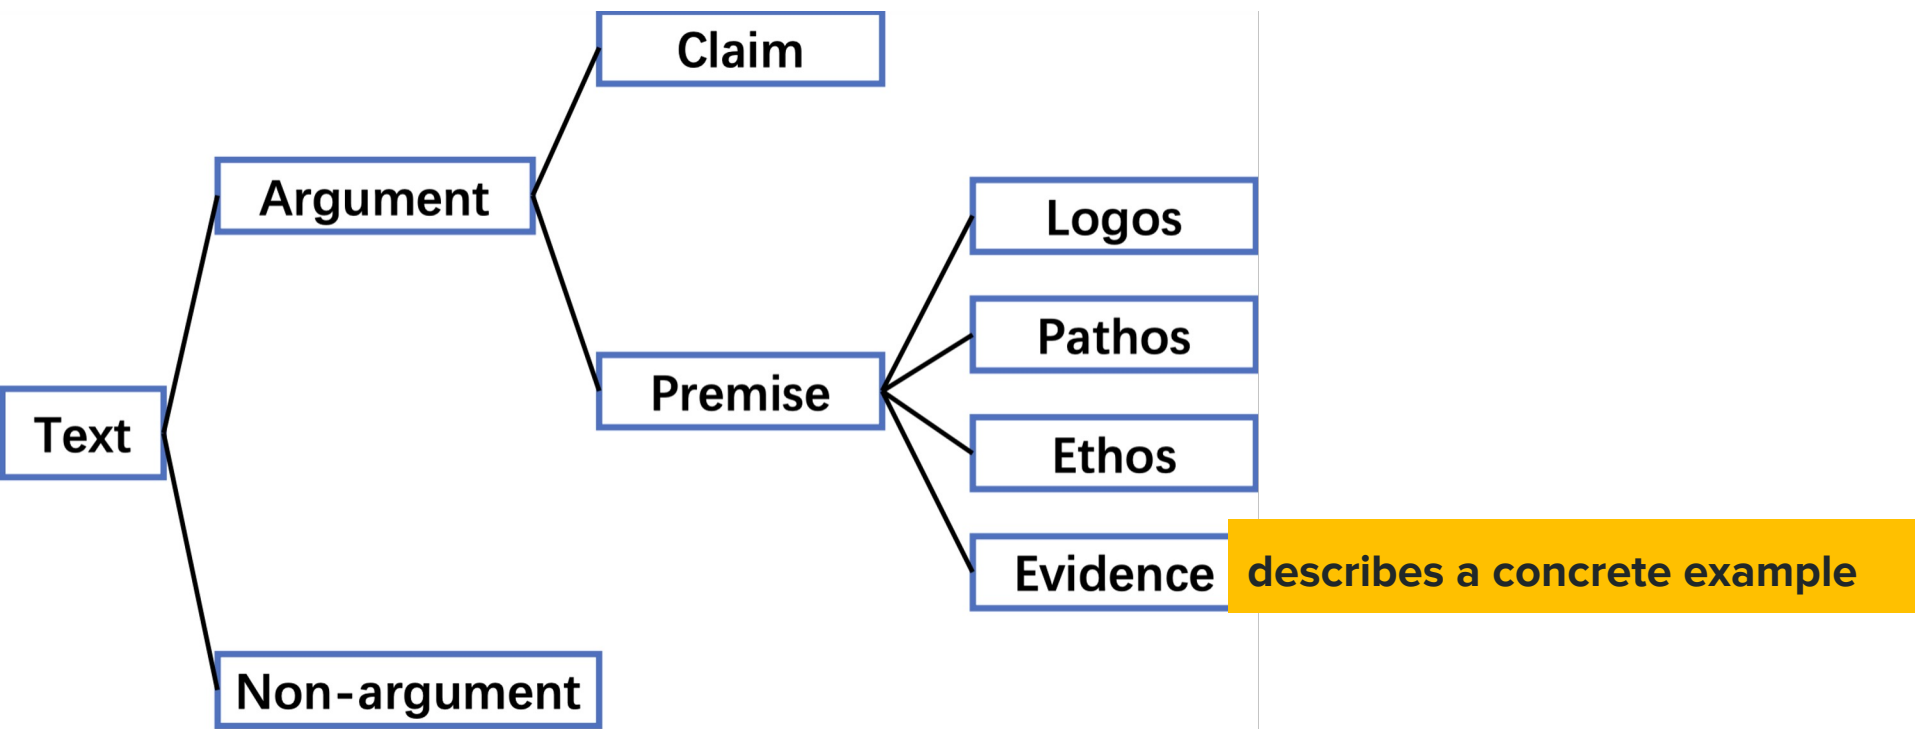 Claim
Argument
Logos
Pathos
Premise
Text
Ethos
Evidence
describes a concrete example
Non-argument